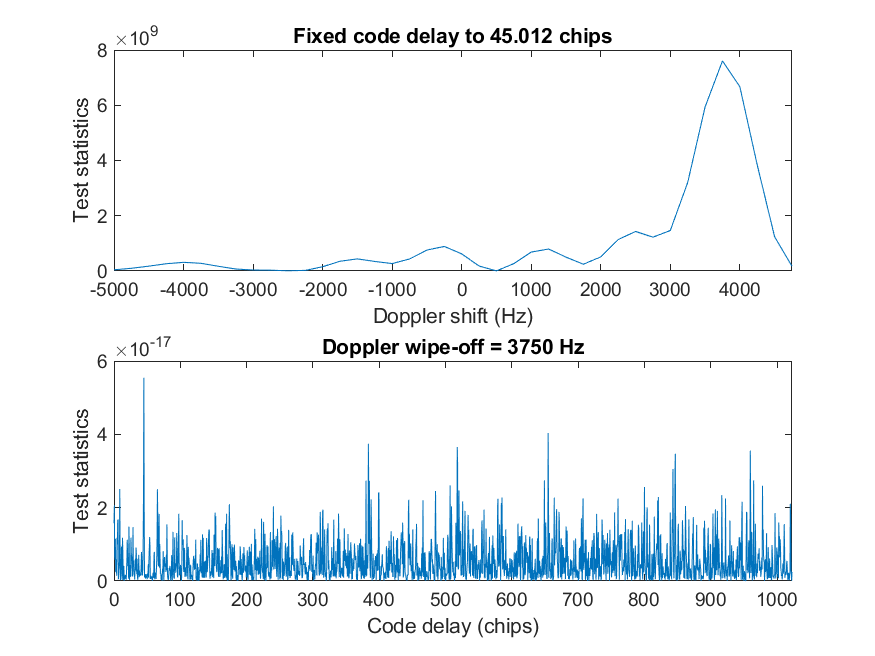 ×10⁹
Fixed code delay to 45.012 chips
8
6
4
2
0
Test statistics
-5000 -4000 -3000 -2000 -1000 0 1000 2000 3000 4000
Doppler shift (Hz)
×10⁻¹⁷
Doppler wipe-off = 3750 Hz
6
4
2
0
Test statistics
0 100 200 300 400 500 600 700 800 900 1000
Code delay (chips)